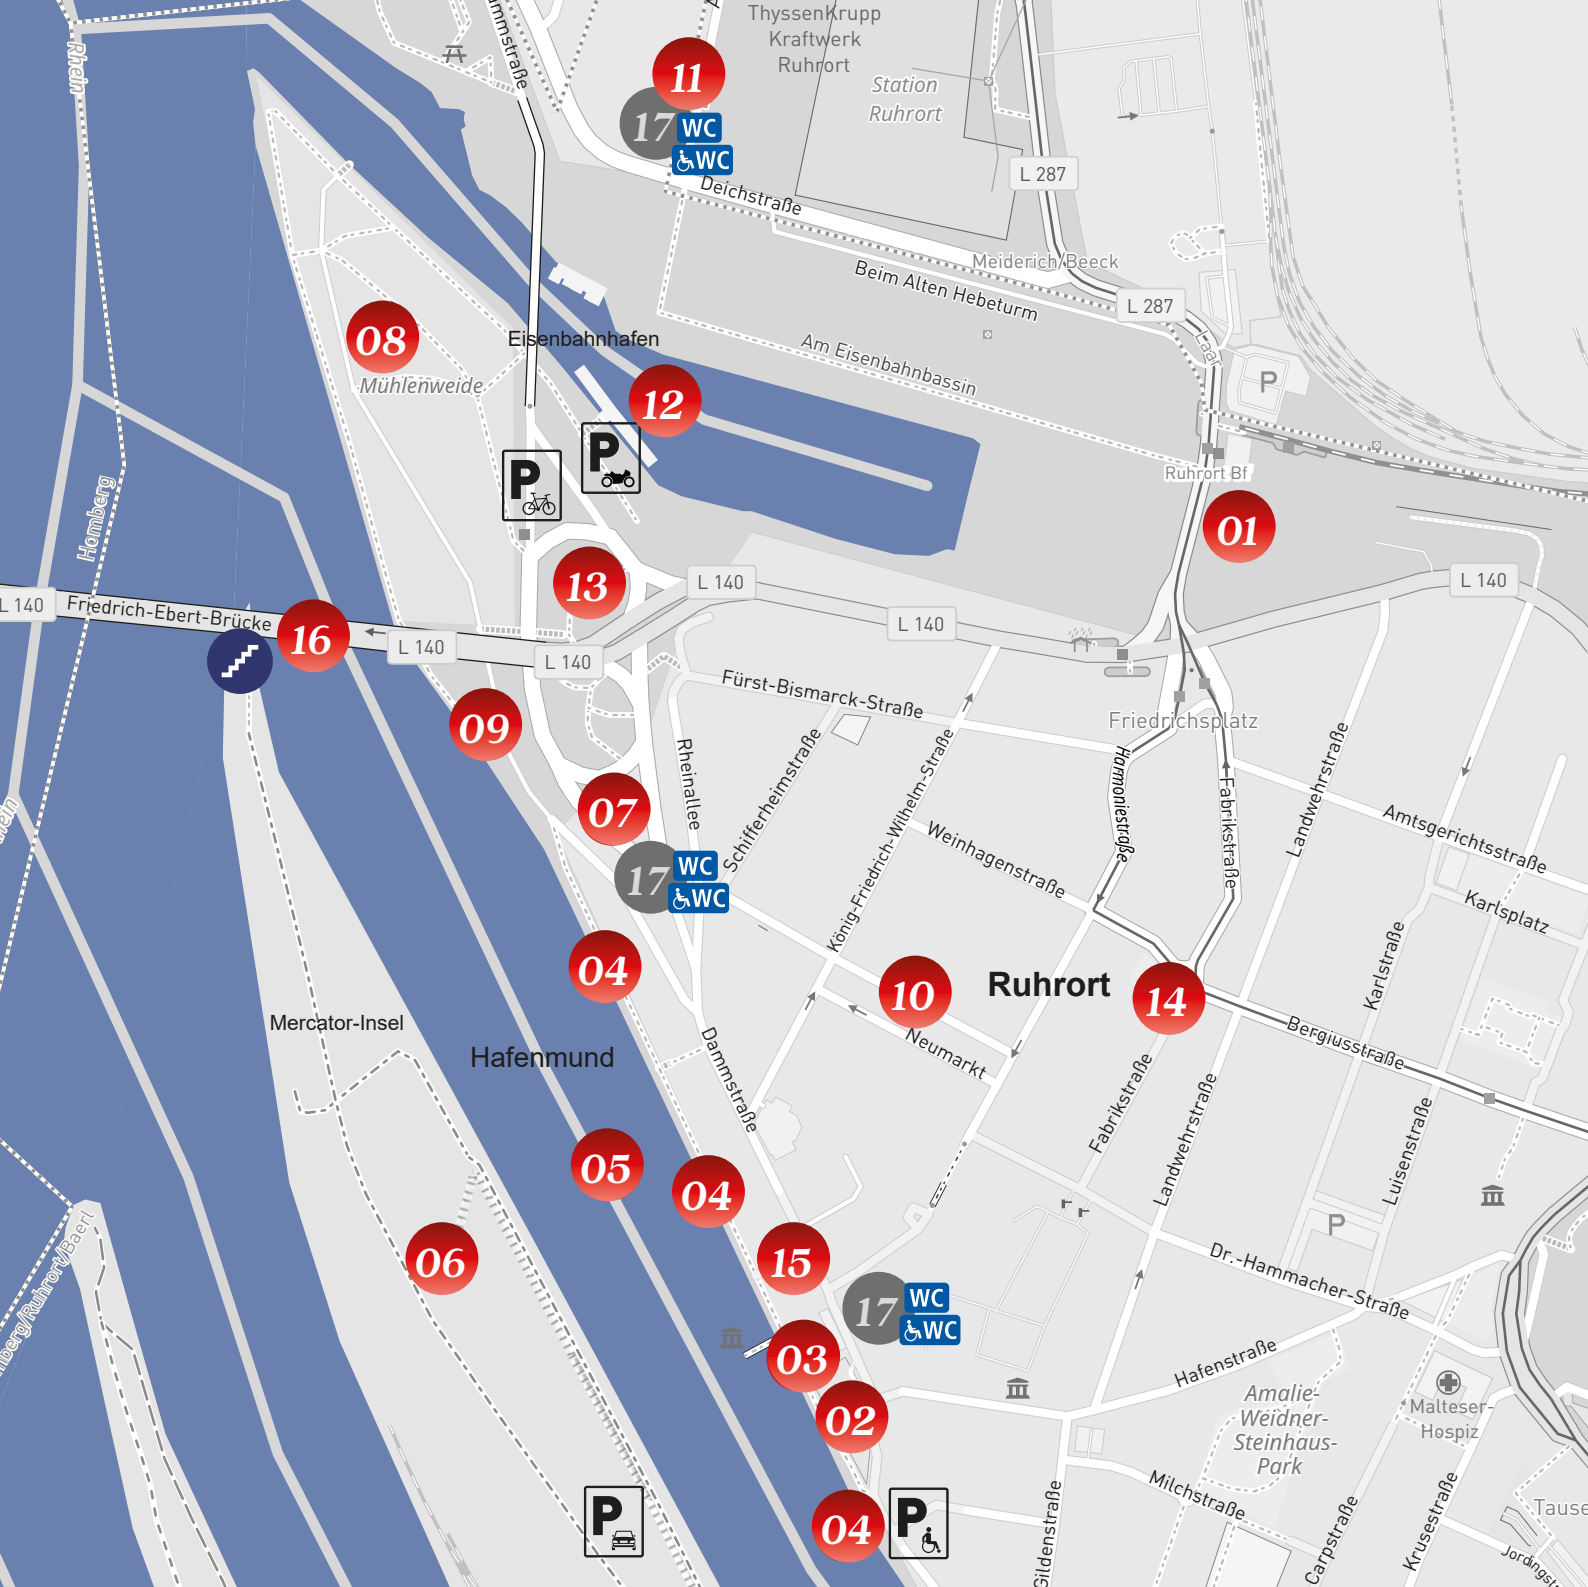 Rhein
Dammstraße
A
ThyssenKrupp
Kraftwerk
Ruhrort
11
17 WC
WC
Station
Ruhrort
L 287
Deichstraße
Meiderich/Beeck
Beim Alten Hebeturm
L 287
Laar
08
Mühlenweide
Eisenbahnhafen
Am Eisenbahnbassin
P
12
P
P
Ruhrort Bf
01
Homberg
13
L 140
L 140
L 140
L 140
Friedrich-Ebert-Brücke
16
L 140
L 140
09
Fürst-Bismarck-Straße
Friedrichsplatz
Rheinallee
Schifferheimstraße
König-Friedrich-Wilhelm-Straße
Harmoniestraße
Fabrikstraße
Landwehrstraße
Amtsgerichtsstraße
07
17 WC
WC
Weinhagenstraße
Karlsplatz
Karlstraße
04
10
Ruhrort
14
Mercator-Insel
Hafenmund
Dammstraße
Neumarkt
Bergiusstraße
Fabrikstraße
Landwehrstraße
Luisenstraße
05
04
P
06
15
17 WC
WC
Dr.-Hammacher-Straße
03
Hafenstraße
02
Amalie-
Weidner-
Steinhaus-
Park
Malteser-
Hospiz
P
04
P
Gildenstraße
Milchstraße
Carpstraße
Krusestraße
Tause
Jordingst